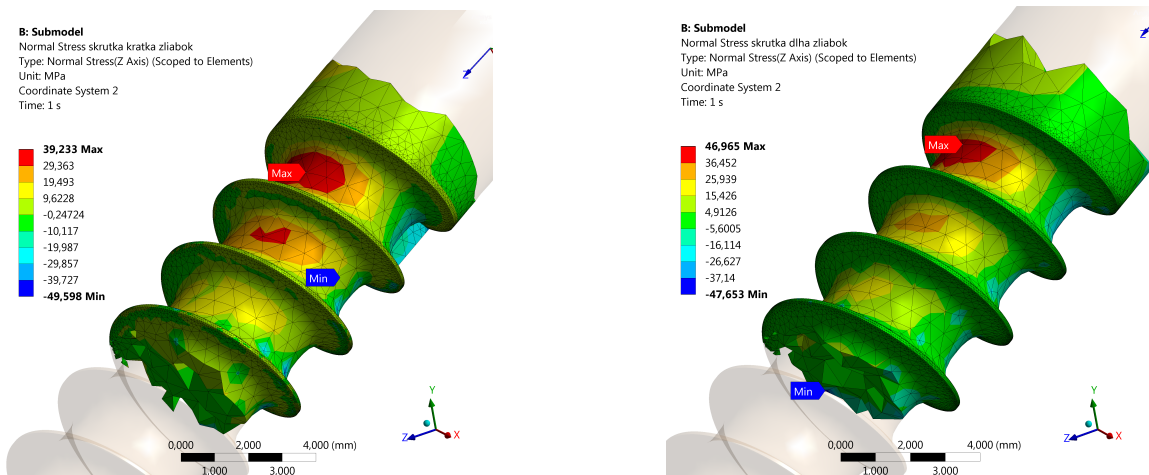 B: Submodel
Normal Stress skrutka kratka zliabok
Type: Normal Stress(Z Axis) (Scoped to Elements)
Unit: MPa
Coordinate System 2
Time: 1 s
39,233 Max
29,363
19,493
9,6228
-0,24724
-10,117
-19,987
-29,857
-39,727
-49,598 Min
Z
Max
Min
Y
Z
X
0,000
2,000
4,000 (mm)
1,000
3,000
B: Submodel
Normal Stress skrutka dlha zliabok
Type: Normal Stress(Z Axis) (Scoped to Elements)
Unit: MPa
Coordinate System 2
Time: 1 s
46,965 Max
36,452
25,939
15,426
4,9126
-5,6005
-16,114
-26,627
-37,14
-47,653 Min
Z
Max
Min
Y
Z
X
0,000
2,000
4,000 (mm)
1,000
3,000